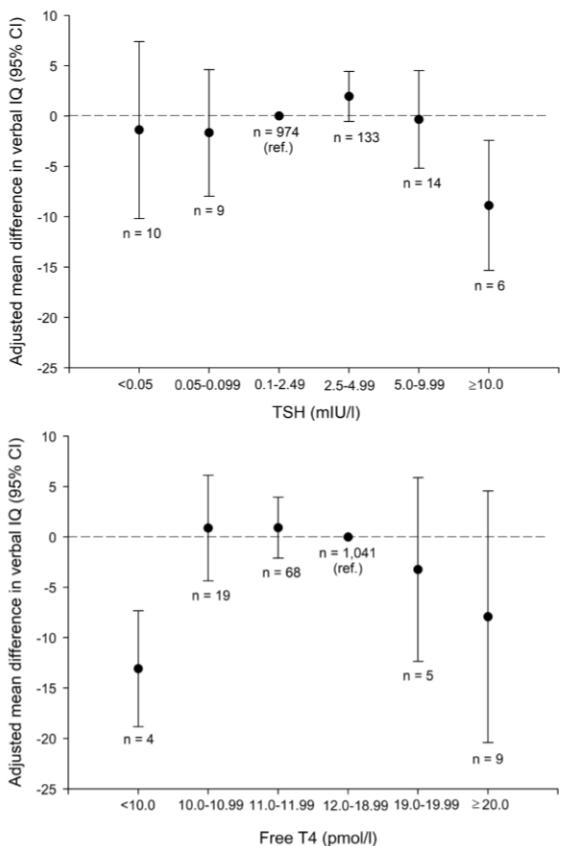 Adjusted mean difference in verbal IQ (95% CI)
10
5
0
-5
-10
-15
-20
-25
n = 10
n = 9
n = 974
(ref.)
n = 133
n = 14
n = 6
<0.05 0.05-0.099 0.1-2.49 2.5-4.99 5.0-9.99 ≥10.0
TSH (mIU/l)
Adjusted mean difference in verbal IQ (95% CI)
10
5
0
-5
-10
-15
-20
-25
n = 4
n = 19
n = 68
n = 1,041
(ref.)
n = 5
n = 9
<10.0 10.0-10.99 11.0-11.99 12.0-18.99 19.0-19.99 ≥20.0
Free T4 (pmol/l)